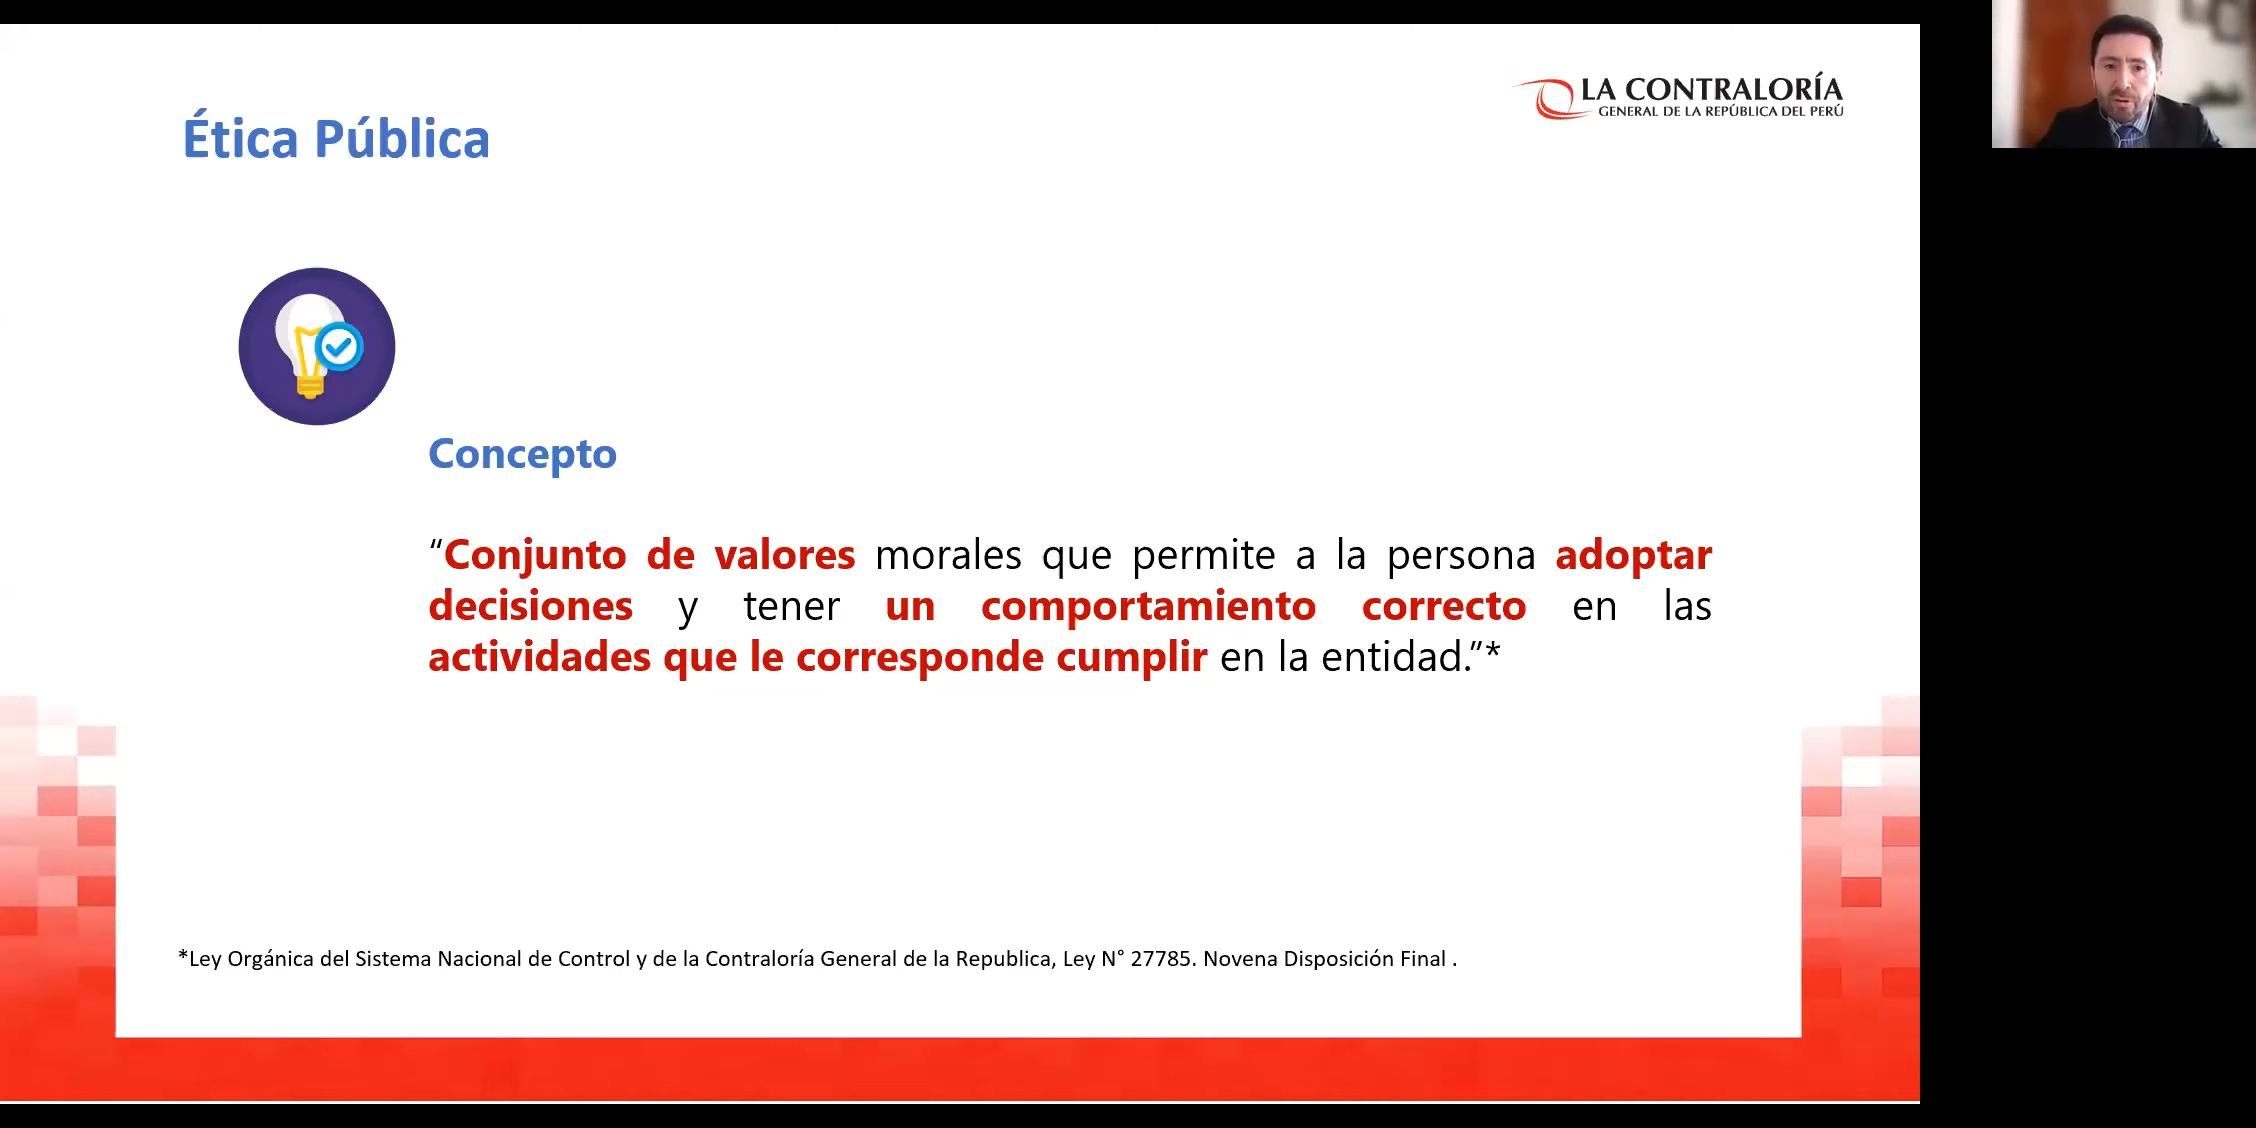 LA CONTRALORÍA
GENERAL DE LA REPÚBLICA DEL PERÚ
Ética Pública
Concepto
“Conjunto de valores morales que permite a la persona adoptar
decisiones y tener un comportamiento correcto en las
actividades que le corresponde cumplir en la entidad.”*
*Ley Orgánica del Sistema Nacional de Control y de la Contraloría General de la Republica, Ley N° 27785. Novena Disposición Final .